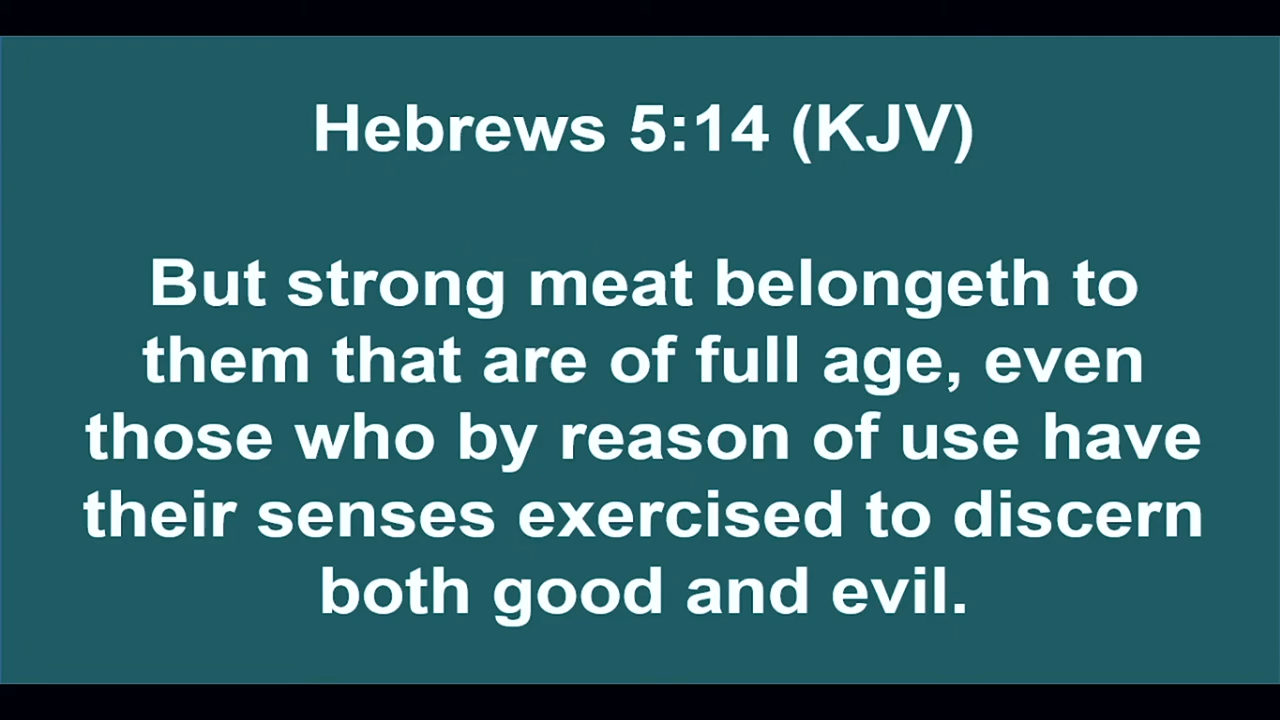 Hebrews 5:14 (KJV)
But strong meat belongeth to
them that are of full age, even
those who by reason of use have
their senses exercised to discern
both good and evil.